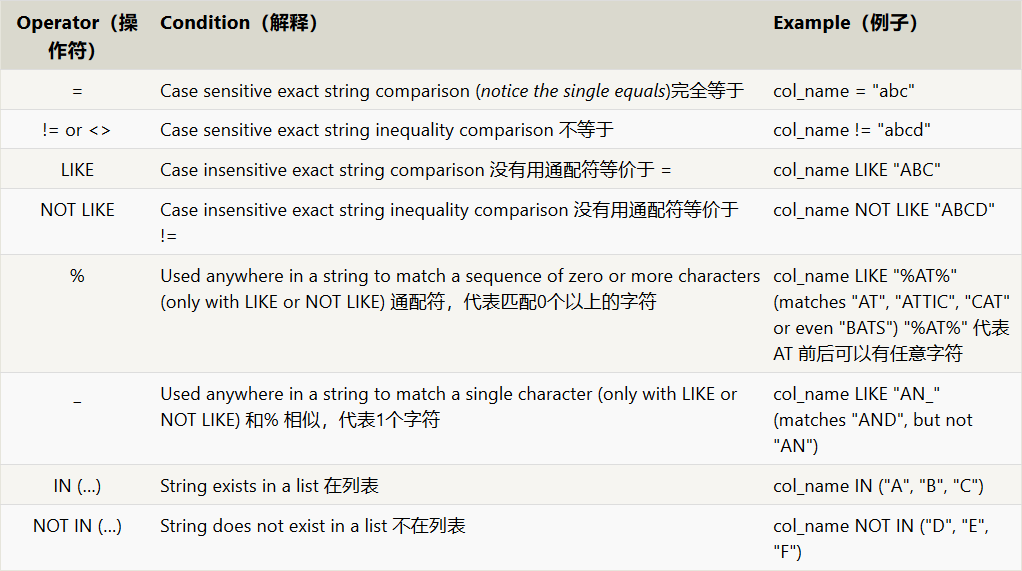 Operator（操作符） Condition（解释） Example（例子）
= Case sensitive exact string comparison (notice the single equals)完全等于 col_name = "abc"
!= or <> Case sensitive exact string inequality comparison 不等于 col_name != "abcd"
LIKE Case insensitive exact string comparison 没有用通配符等价于 = col_name LIKE "ABC"
NOT LIKE Case insensitive exact string inequality comparison 没有用通配符等价于 col_name NOT LIKE "ABCD"
!=
% Used anywhere in a string to match a sequence of zero or more characters col_name LIKE "%AT%"
(only with LIKE or NOT LIKE) 通配符，代表匹配0个以上的字符 (matches "AT", "ATTIC", "CAT"
or even "BATS") "%AT%" 代表
AT 前后可以有任意字符
_ Used anywhere in a string to match a single character (only with LIKE or col_name LIKE "AN_"
NOT LIKE) 和% 相似，代表1个字符 (matches "AND", but not
"AN")
IN (…) String exists in a list 在列表 col_name IN ("A", "B", "C")
NOT IN (…) String does not exist in a list 不在列表 col_name NOT IN ("D", "E",
"F")